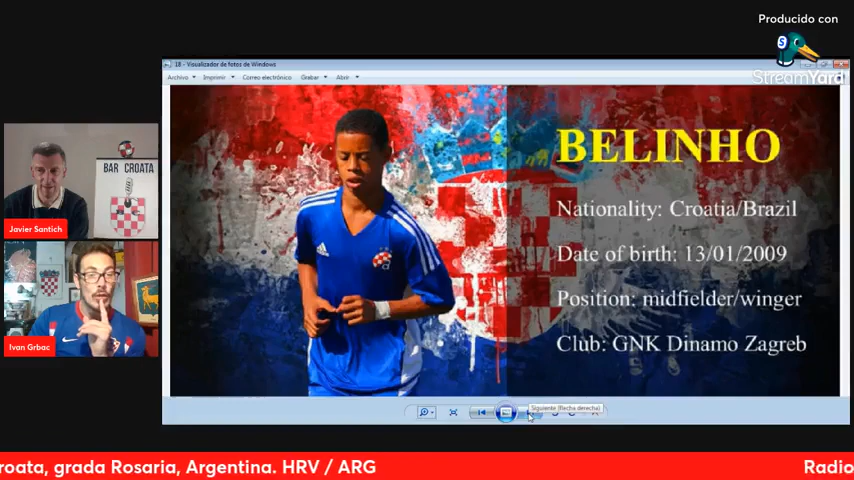 Producido con
StreamYard
18 - Visualizador de fotos de Windows
Archivo Imprimir Correo electrónico Grabar Abrir
BELINHO
Nationality: Croatia/Brazil
Date of birth: 13/01/2009
Position: midfielder/winger
Club: GNK Dinamo Zagreb
BAR CROATA
Javier Santich
Ivan Grbac
Siguiente (flecha derecha)
roata, grada Rosaria, Argentina. HRV / ARG
Radio